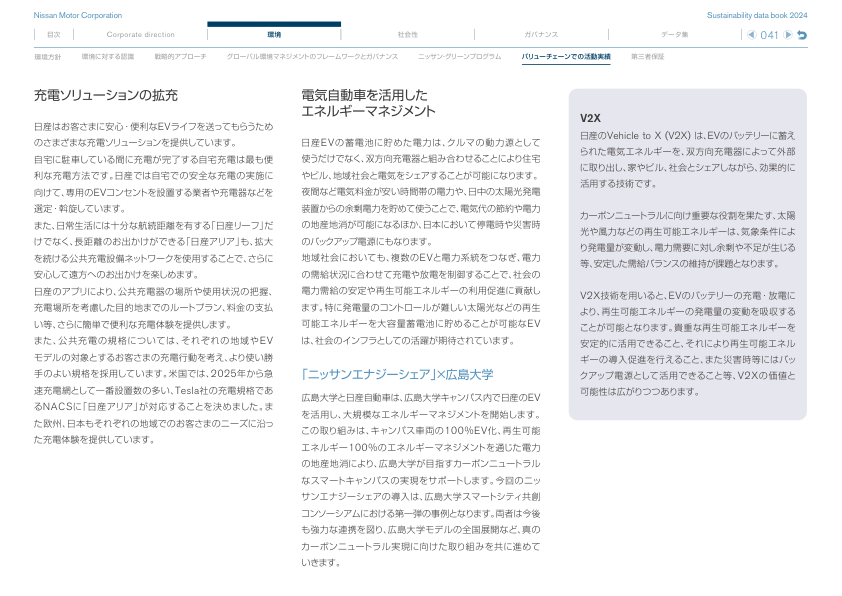 Nissan Motor Corporation
Sustainability data book 2024
目次
Corporate direction
環境
社会性
ガバナンス
データ集
041
環境方針
環境に対する認識
戦略的アプローチ
グローバル環境マネジメントのフレームワークとガバナンス
ニッサン・グリーンプログラム
バリューチェーンでの活動実績
第三者保証
充電ソリューションの拡充
日産はお客さまに安心・便利なEVライフを送ってもらうため
のさまざまな充電ソリューションを提供しています。
自宅に駐車している間に充電が完了する自宅充電は最も便
利な充電方法です。日産では自宅での安全な充電の実施に
向けて、専用のEVコンセントを設置する業者や充電器などを
選定・斡旋しています。
また、日常生活には十分な航続距離を有する「日産リーフ」だ
けでなく、長距離のお出かけができる「日産アリア」も、拡大
を続ける公共充電設備ネットワークを使用することで、さらに
安心して遠方へのお出かけを楽しめます。
日産のアプリにより、公共充電器の場所や使用状況の把握、
充電場所を考慮した目的地までのルートプラン、料金の支払
い等、さらに簡単で便利な充電体験を提供します。
また、公共充電の規格については、それぞれの地域やEV
モデルの対象とするお客さまの充電行動を考え、より使い勝
手のよい規格を採用しています。米国では、2025年から急
速充電網として一番設置数の多い、Tesla社の充電規格であ
るNACSに「日産アリア」が対応することを決めました。ま
た欧州、日本もそれぞれの地域でのお客さまのニーズに沿っ
た充電体験を提供しています。
電気自動車を活用した
エネルギーマネジメント
日産EVの蓄電池に貯めた電力は、クルマの動力源として
使うだけでなく、双方向充電器と組み合わせることにより住宅
やビル、地域社会と電気をシェアすることが可能になります。
夜間など電気料金が安い時間帯の電力や、日中の太陽光発電
装置からの余剰電力を貯めて使うことで、電気代の節約や電力
の地産地消が可能になるほか、日本において停電時や災害時
のバックアップ電源にもなります。
地域社会においても、複数のEVと電力系統をつなぎ、電力
の需給状況に合わせて充電や放電を制御することで、社会の
電力需給の安定や再生可能エネルギーの利用促進に貢献し
ます。特に発電量のコントロールが難しい太陽光などの再生
可能エネルギーを大容量蓄電池に貯めることが可能なEV
は、社会のインフラとしての活躍が期待されています。
「ニッサンエナジーシェア」×広島大学
広島大学と日産自動車は、広島大学キャンパス内で日産のEV
を活用し、大規模なエネルギーマネジメントを開始します。
この取り組みは、キャンパス車両の100%EV化、再生可能
エネルギー100%のエネルギーマネジメントを通じた電力
の地産地消により、広島大学が目指すカーボンニュートラル
なスマートキャンパスの実現をサポートします。今回のニッ
サンエナジーシェアの導入は、広島大学スマートシティ共創
コンソーシアムにおける第一弾の事例となります。両者は今後
も強力な連携を図り、広島大学モデルの全国展開など、真の
カーボンニュートラル実現に向けた取り組みを共に進めて
いきます。
V2X
日産のVehicle to X (V2X) は、EVのバッテリーに蓄え
られた電気エネルギーを、双方向充電器によって外部
に取り出し、家やビル、社会とシェアしながら、効果的に
活用する技術です。
カーボンニュートラルに向け重要な役割を果たす、太陽
光や風力などの再生可能エネルギーは、気象条件によ
り発電量が変動し、電力需要に対し余剰や不足が生じる
等、安定した需給バランスの維持が課題となります。
V2X技術を用いると、EVのバッテリーの充電・放電に
より、再生可能エネルギーの発電量の変動を吸収する
ことが可能となります。貴重な再生可能エネルギーを
安定的に活用できること、それにより再生可能エネル
ギーの導入促進を行えること、また災害時等にはバッ
クアップ電源として活用できること等、V2Xの価値と
可能性は広がりつつあります。